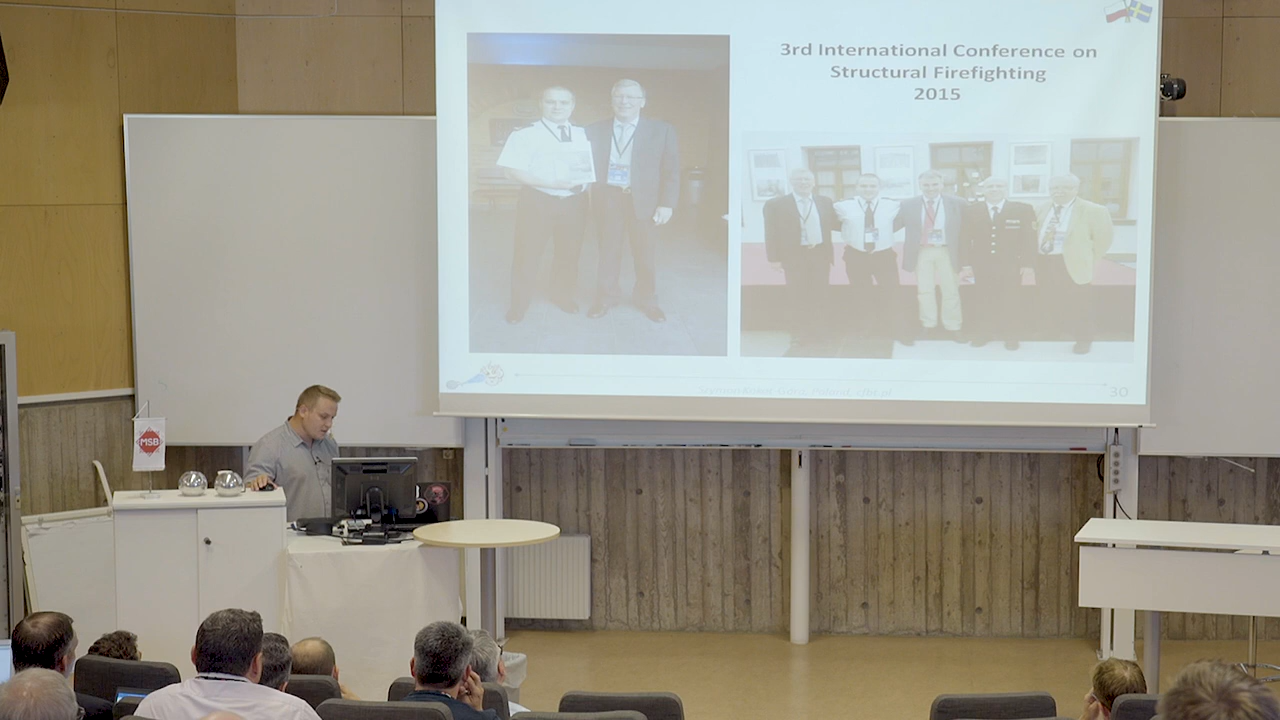 3rd International Conference on
Structural Firefighting
2015
30
MSB